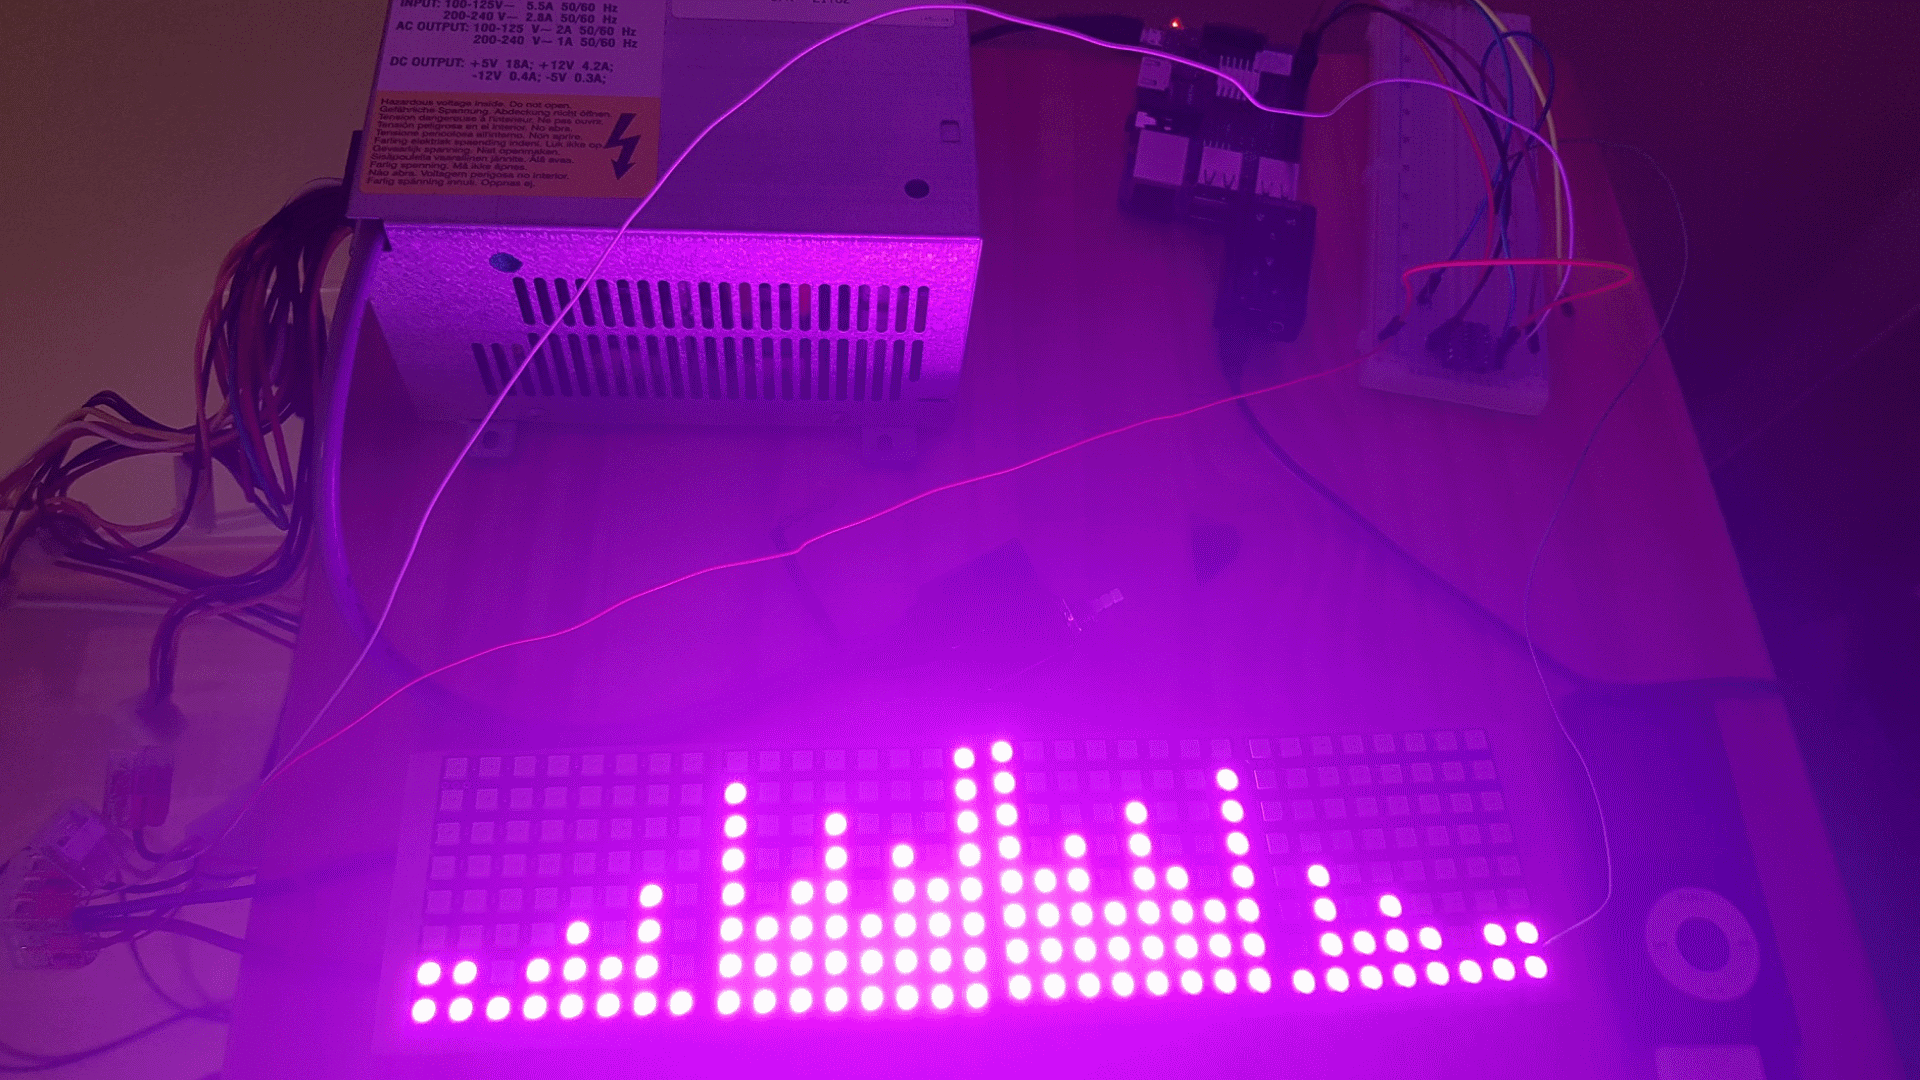 INPUT: 100-125V~ 5.5A 50/60 Hz
200-240 V~ 2.8A 50/60 Hz
AC OUTPUT: 100-125 V~ 2A 50/60 Hz
200-240 V~ 1A 50/60 Hz
DC OUTPUT: +5V 18A; +12V 4.2A;
-12V 0.4A; -5V 0.3A;
Hazardous voltage inside. Do not open.
Gefährliche Spannung. Abdeckung nicht öffnen.
Tension dangereuse à l'interieur. Ne pas ouvrir.
Tensión peligrosa en el interior. No abra.
Tensione pericolosa all'interno. Non aprire.
Farling elektrisk spending indeni. Luk ikke op.
Gevaarlijk spanning. Niet openmaken.
Sisäpuolella vaarallinen jännite. Älä avaa.
Farlig spenning. Må ikke åpnes.
Não abra. Voltagem perigosa no interior.
Farlig spänning innuti. Öppnas ej.